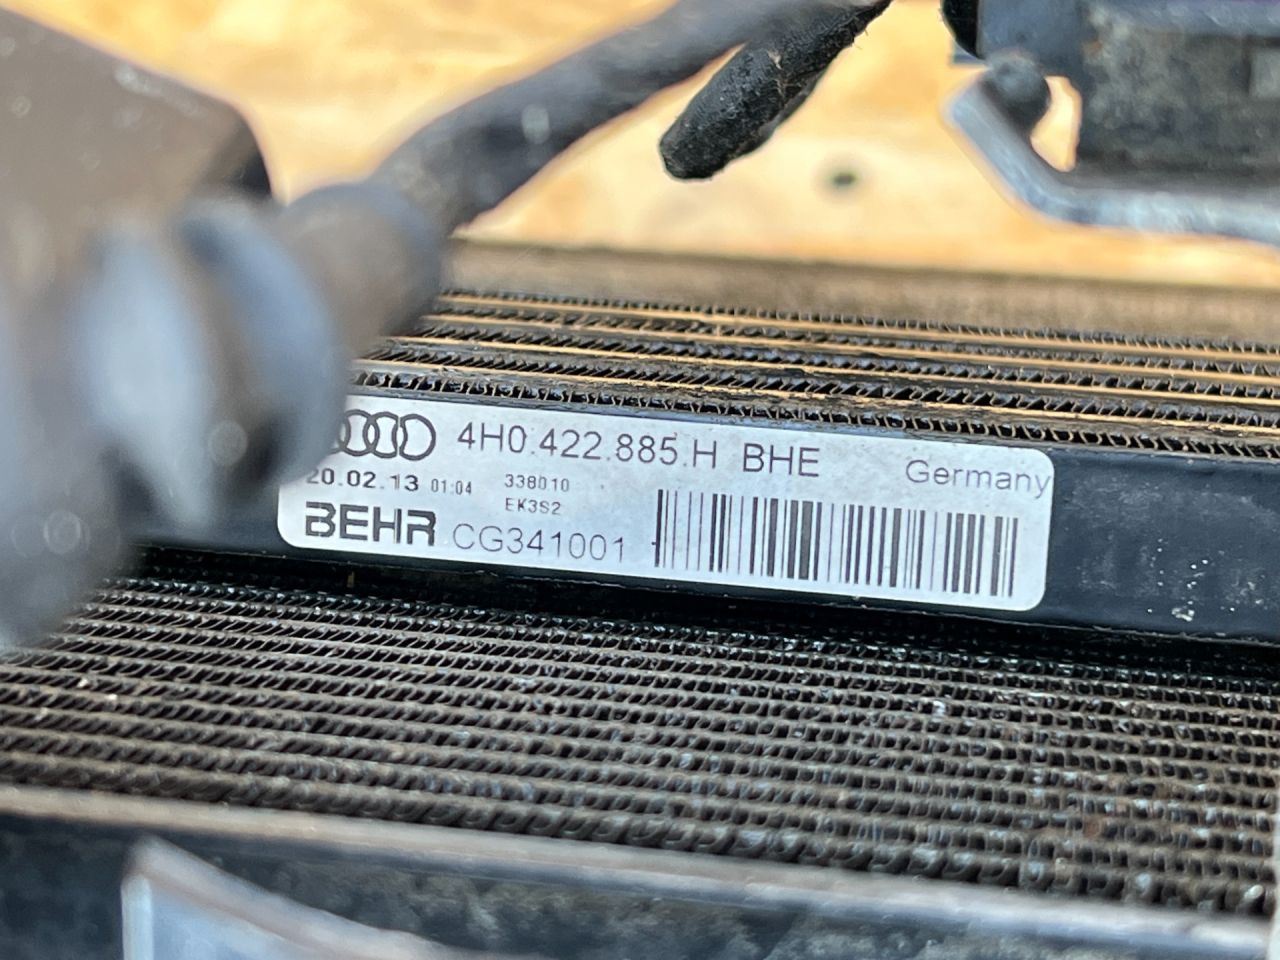 4H0.422.885.H BHE Germany
20.02.13 01:04 338010
EK3S2
BEHR CG341001